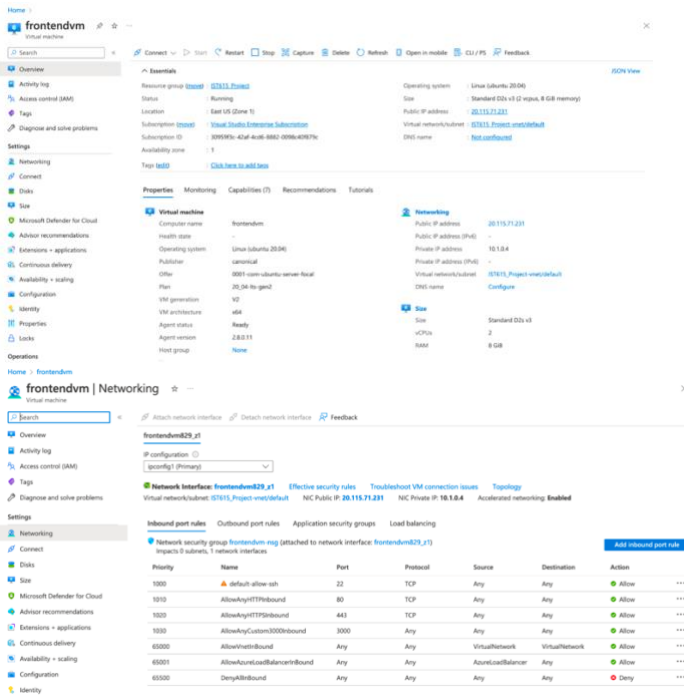 Home >
frontendvm
Virtual machine
Search
Connect Start Restart Stop Capture Delete Refresh Open in mobile CLI / PS Feedback
Overview
Activity log
Access control (IAM)
Tags
Diagnose and solve problems
Settings
Networking
Connect
Disks
Size
Microsoft Defender for Cloud
Advisor recommendations
Extensions + applications
Continuous delivery
Availability + scaling
Configuration
Identity
Properties
Locks
Operations
Essentials
JSON View
Resource group (move) : IST615_Project
Status : Running
Location : East US (Zone 1)
Subscription (move) : Visual Studio Enterprise Subscription
Subscription ID :
Availability zone : 1
Tags (edit) : Click here to add tags
Operating system : Linux (ubuntu 20.04)
Size : Standard D2s v3 (2 vcpus, 8 GiB memory)
Public IP address : 20.115.71.231
Virtual network/subnet : IST615_Project-vnet/default
DNS name : Not configured
Properties Monitoring Capabilities (7) Recommendations Tutorials
Virtual machine
Computer name frontendvm
Health state -
Operating system Linux (ubuntu 20.04)
Publisher canonical
Offer 0001-com-ubuntu-server-focal
Plan 20_04-lts-gen2
VM generation V2
VM architecture x64
Agent status Ready
Agent version 2.8.0.11
Host group None
Networking
Public IP address 20.115.71.231
Public IP address (IPv6) -
Private IP address 10.1.0.4
Private IP address (IPv6) -
Virtual network/subnet IST615_Project-vnet/default
DNS name Configure
Size
Size Standard D2s v3
vCPUs 2
RAM 8 GiB
Home > frontendvm
frontendvm | Networking
Virtual machine
Search
Attach network interface Detach network interface Feedback
Overview
Activity log
Access control (IAM)
Tags
Diagnose and solve problems
Settings
Networking
Connect
Disks
Size
Microsoft Defender for Cloud
Advisor recommendations
Extensions + applications
Continuous delivery
Availability + scaling
Configuration
Identity
frontendvm829_z1
IP configuration
ipconfig1 (Primary)
Network Interface: frontendvm829_z1 Effective security rules Troubleshoot VM connection issues Topology
Virtual network/subnet: IST615_Project-vnet/default NIC Public IP: 20.115.71.231 NIC Private IP: 10.1.0.4 Accelerated networking: Enabled
Inbound port rules Outbound port rules Application security groups Load balancing
Network security group frontendvm-nsg (attached to network interface: frontendvm829_z1)
Impacts 0 subnets, 1 network interfaces
Add inbound port rule
Priority Name Port Protocol Source Destination Action
1000 default-allow-ssh 22 TCP Any Any Allow
1010 AllowAnyHTTPInbound 80 TCP Any Any Allow
1020 AllowAnyHTTPSInbound 443 TCP Any Any Allow
1030 AllowAnyCustom3000Inbound 3000 Any Any Any Allow
65000 AllowVnetInBound Any Any VirtualNetwork VirtualNetwork Allow
65001 AllowAzureLoadBalancerInBound Any Any AzureLoadBalancer Any Allow
65500 DenyAllInBound Any Any Any Any Deny